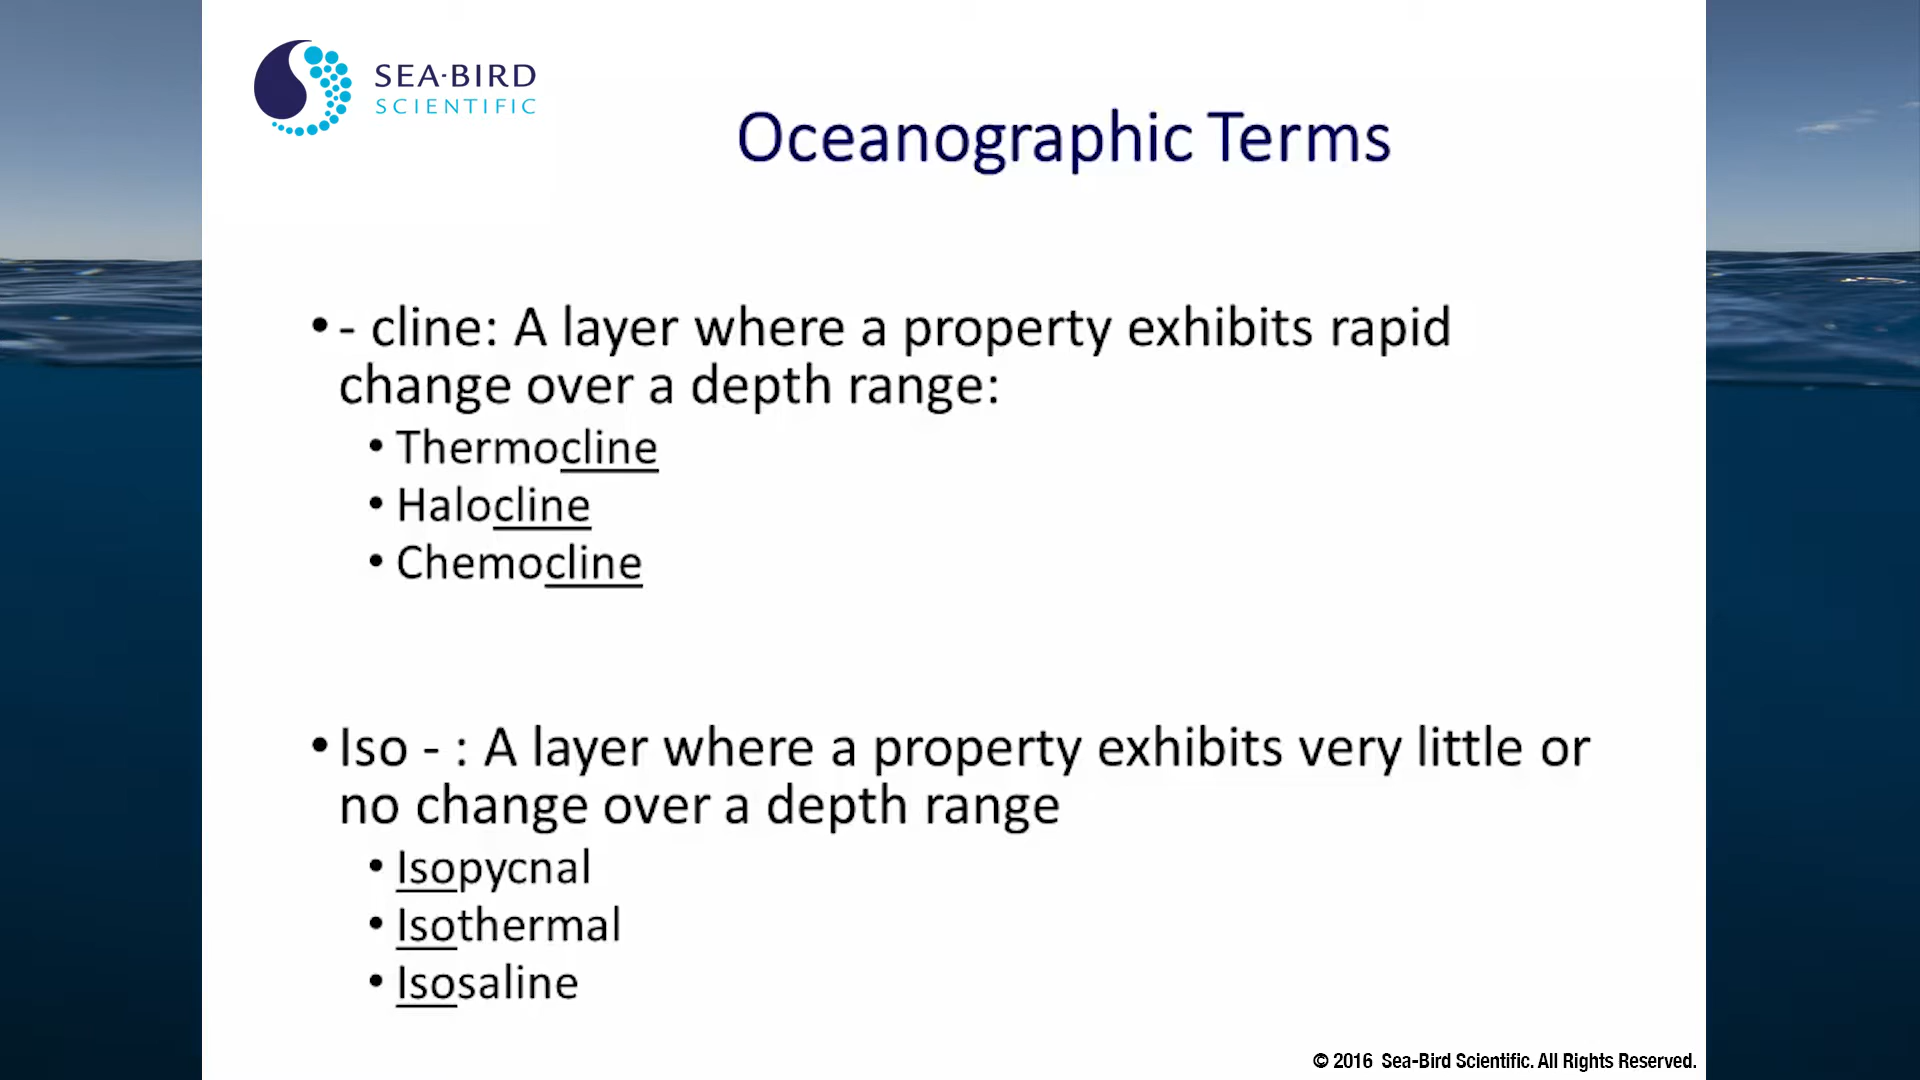 SEA·BIRD
SCIENTIFIC
Oceanographic Terms
• - cline: A layer where a property exhibits rapid
change over a depth range:
• Thermocline
• Halocline
• Chemocline
• Iso - : A layer where a property exhibits very little or
no change over a depth range
• Isopycnal
• Isothermal
• Isosaline
© 2016 Sea-Bird Scientific. All Rights Reserved.